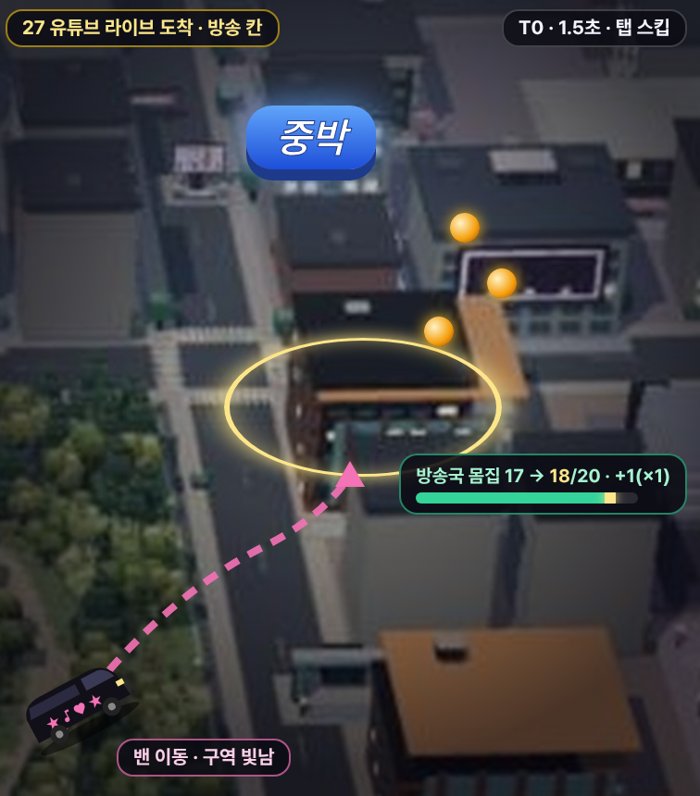 27 유튜브 라이브 도착 · 방송 칸
T0 · 1.5초 · 탭 스킵
중박
방송국 몸집 17 → 18/20 · +1(×1)
밴 이동 · 구역 빛남